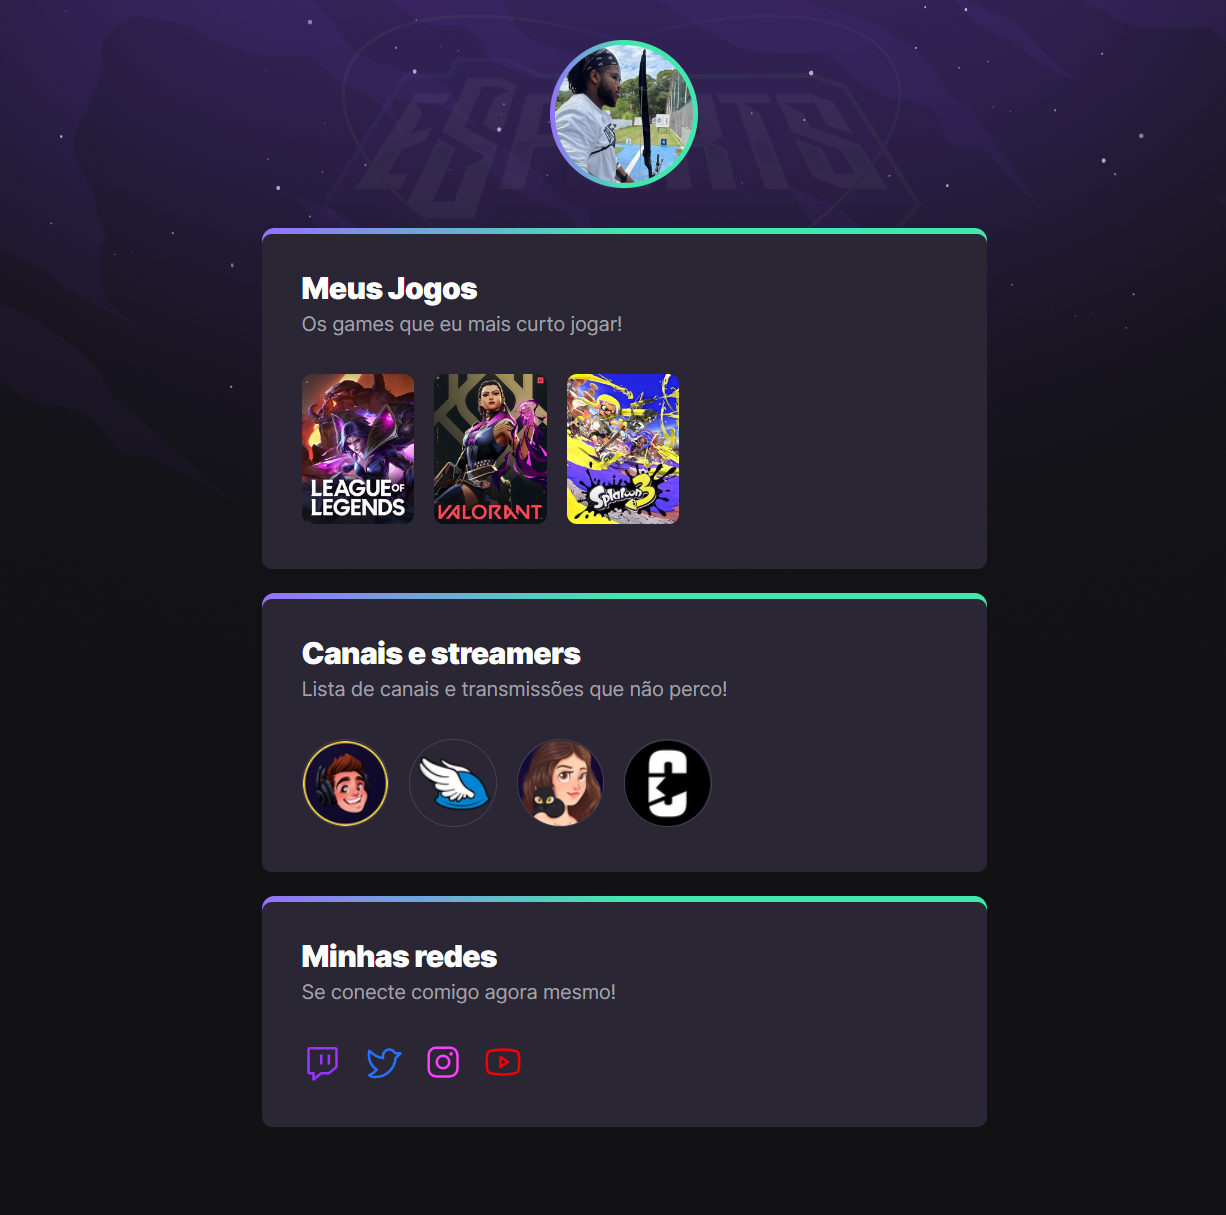 ESPORTS
Meus Jogos
Os games que eu mais curto jogar!
LEAGUE OF
LEGENDS
VALORANT
Splatoon 3
Canais e streamers
Lista de canais e transmissões que não perco!
Minhas redes
Se conecte comigo agora mesmo!